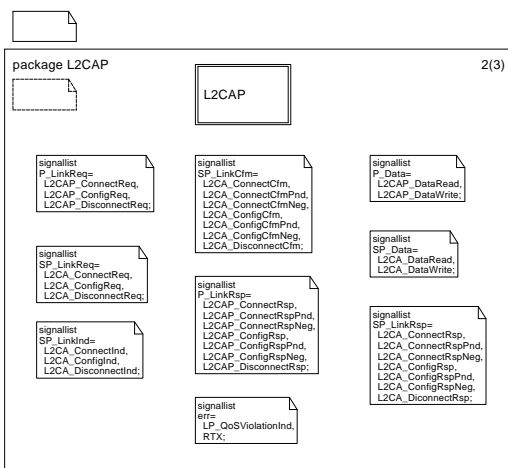 package L2CAP
2(3)
L2CAP
signallist
P_LinkReq=
L2CAP_ConnectReq,
L2CAP_ConfigReq,
L2CAP_DisconnectReq;
signallist
SP_LinkCfm=
L2CA_ConnectCfm,
L2CA_ConnectCfmPnd,
L2CA_ConnectCfmNeg,
L2CA_ConfigCfm,
L2CA_ConfigCfmPnd,
L2CA_ConfigCfmNeg,
L2CA_DisconnectCfm;
signallist
P_Data=
L2CAP_DataRead,
L2CAP_DataWrite;
signallist
SP_LinkReq=
L2CA_ConnectReq,
L2CA_ConfigReq,
L2CA_DisconnectReq;
signallist
SP_Data=
L2CA_DataRead,
L2CA_DataWrite;
signallist
SP_LinkInd=
L2CA_ConnectInd,
L2CA_ConfigInd,
L2CA_DisconnectInd;
signallist
P_LinkRsp=
L2CAP_ConnectRsp,
L2CAP_ConnectRspPnd,
L2CAP_ConnectRspNeg,
L2CAP_ConfigRsp,
L2CAP_ConfigRspPnd,
L2CAP_ConfigRspNeg,
L2CAP_DisconnectRsp;
signallist
SP_LinkRsp=
L2CA_ConnectRsp,
L2CA_ConnectRspPnd,
L2CA_ConnectRspNeg,
L2CA_ConfigRsp,
L2CA_ConfigRspPnd,
L2CA_ConfigRspNeg,
L2CA_DiconnectRsp;
signallist
err=
LP_QoSViolationInd,
RTX;